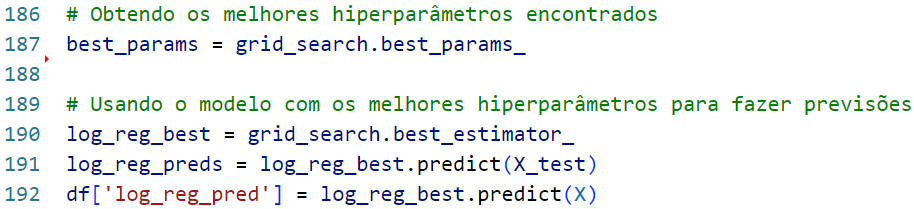 186 # Obtendo os melhores hiperparâmetros encontrados
187 best_params = grid_search.best_params_
188
189 # Usando o modelo com os melhores hiperparâmetros para fazer previsões
190 log_reg_best = grid_search.best_estimator_
191 log_reg_preds = log_reg_best.predict(X_test)
192 df['log_reg_pred'] = log_reg_best.predict(X)